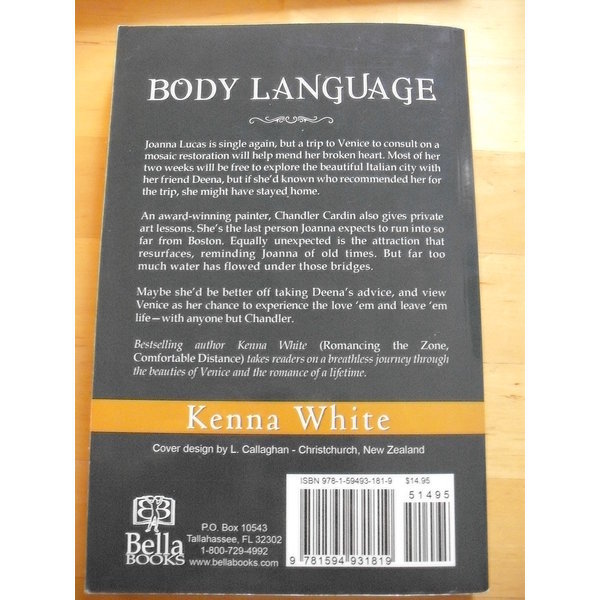 BODY LANGUAGE
Joanna Lucas is single again, but a trip to Venice to consult on a
mosaic restoration will help mend her broken heart. Most of her
two weeks will be free to explore the beautiful Italian city with
her friend Deena, but if she'd known who recommended her for
the trip, she might have stayed home.
An award-winning painter, Chandler Cardin also gives private
art lessons. She's the last person Joanna expects to run into so
far from Boston. Equally unexpected is the attraction that
resurfaces, reminding Joanna of old times. But far too
much water has flowed under those bridges.
Maybe she'd be better off taking Deena's advice, and view
Venice as her chance to experience the love 'em and leave 'em
life—with anyone but Chandler.
Bestselling author Kenna White (Romancing the Zone,
Comfortable Distance) takes readers on a breathless journey through
the beauties of Venice and the romance of a lifetime.
Kenna White
Cover design by L. Callaghan - Christchurch, New Zealand
BB
Bella
BOOKS
P.O. Box 10543
Tallahassee, FL 32302
1-800-729-4992
www.bellabooks.com
ISBN 978-1-59493-181-9 $14.95
51495
9 781594 931819